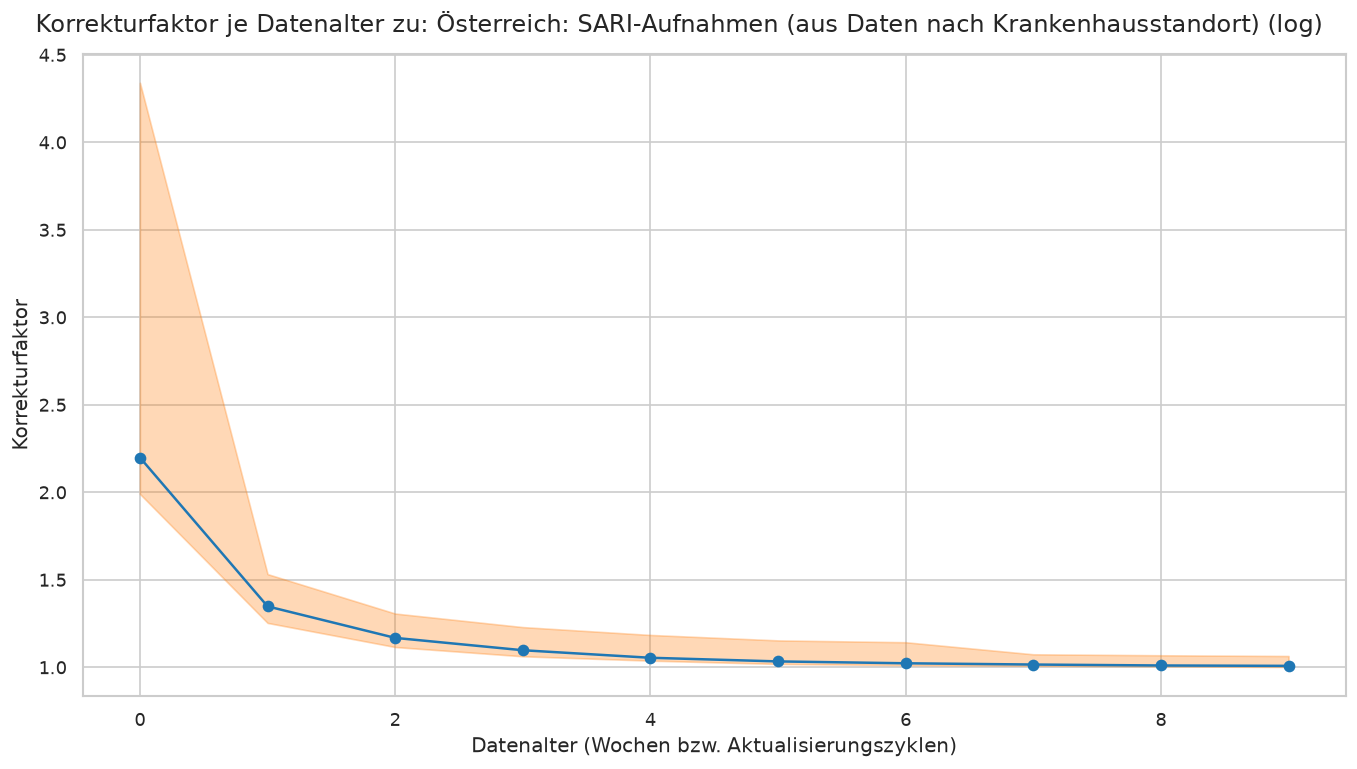 Korrekturfaktor je Datenalter zu: Österreich: SARI-Aufnahmen (aus Daten nach Krankenhausstandort) (log)
4.5
4.0
3.5
3.0
2.5
2.0
1.5
1.0
Korrekturfaktor
0 2 4 6 8
Datenalter (Wochen bzw. Aktualisierungszyklen)